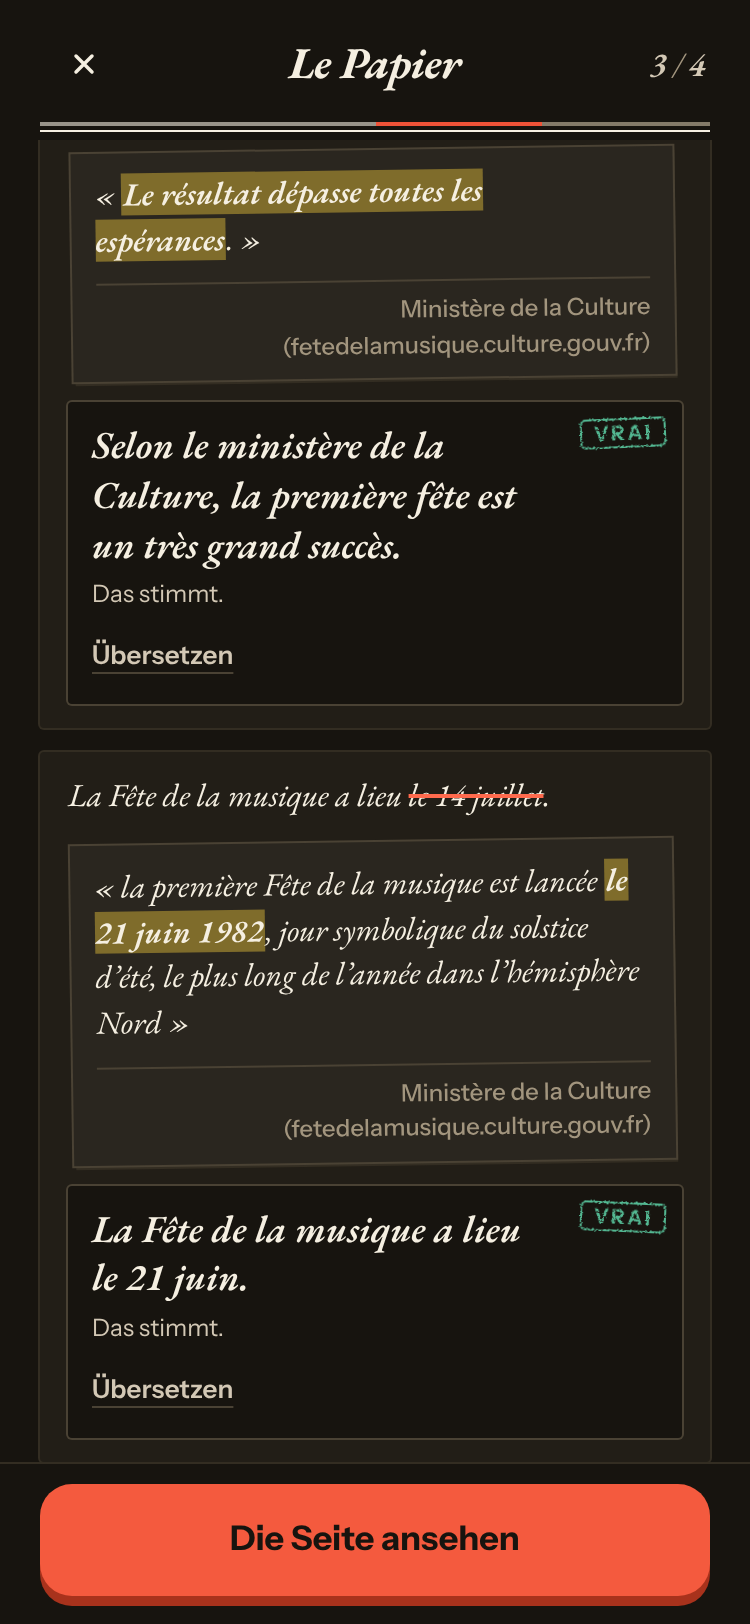 Le Papier
3 / 4
« Le résultat dépasse toutes les
espérances. »
Ministère de la Culture
(fetedelamusique.culture.gouv.fr)
VRAI
Selon le ministère de la
Culture, la première fête est
un très grand succès.
Das stimmt.
Übersetzen
La Fête de la musique a lieu le 14 juillet.
« la première Fête de la musique est lancée le
21 juin 1982, jour symbolique du solstice
d’été, le plus long de l’année dans l’hémisphère
Nord »
Ministère de la Culture
(fetedelamusique.culture.gouv.fr)
VRAI
La Fête de la musique a lieu
le 21 juin.
Das stimmt.
Übersetzen
Die Seite ansehen